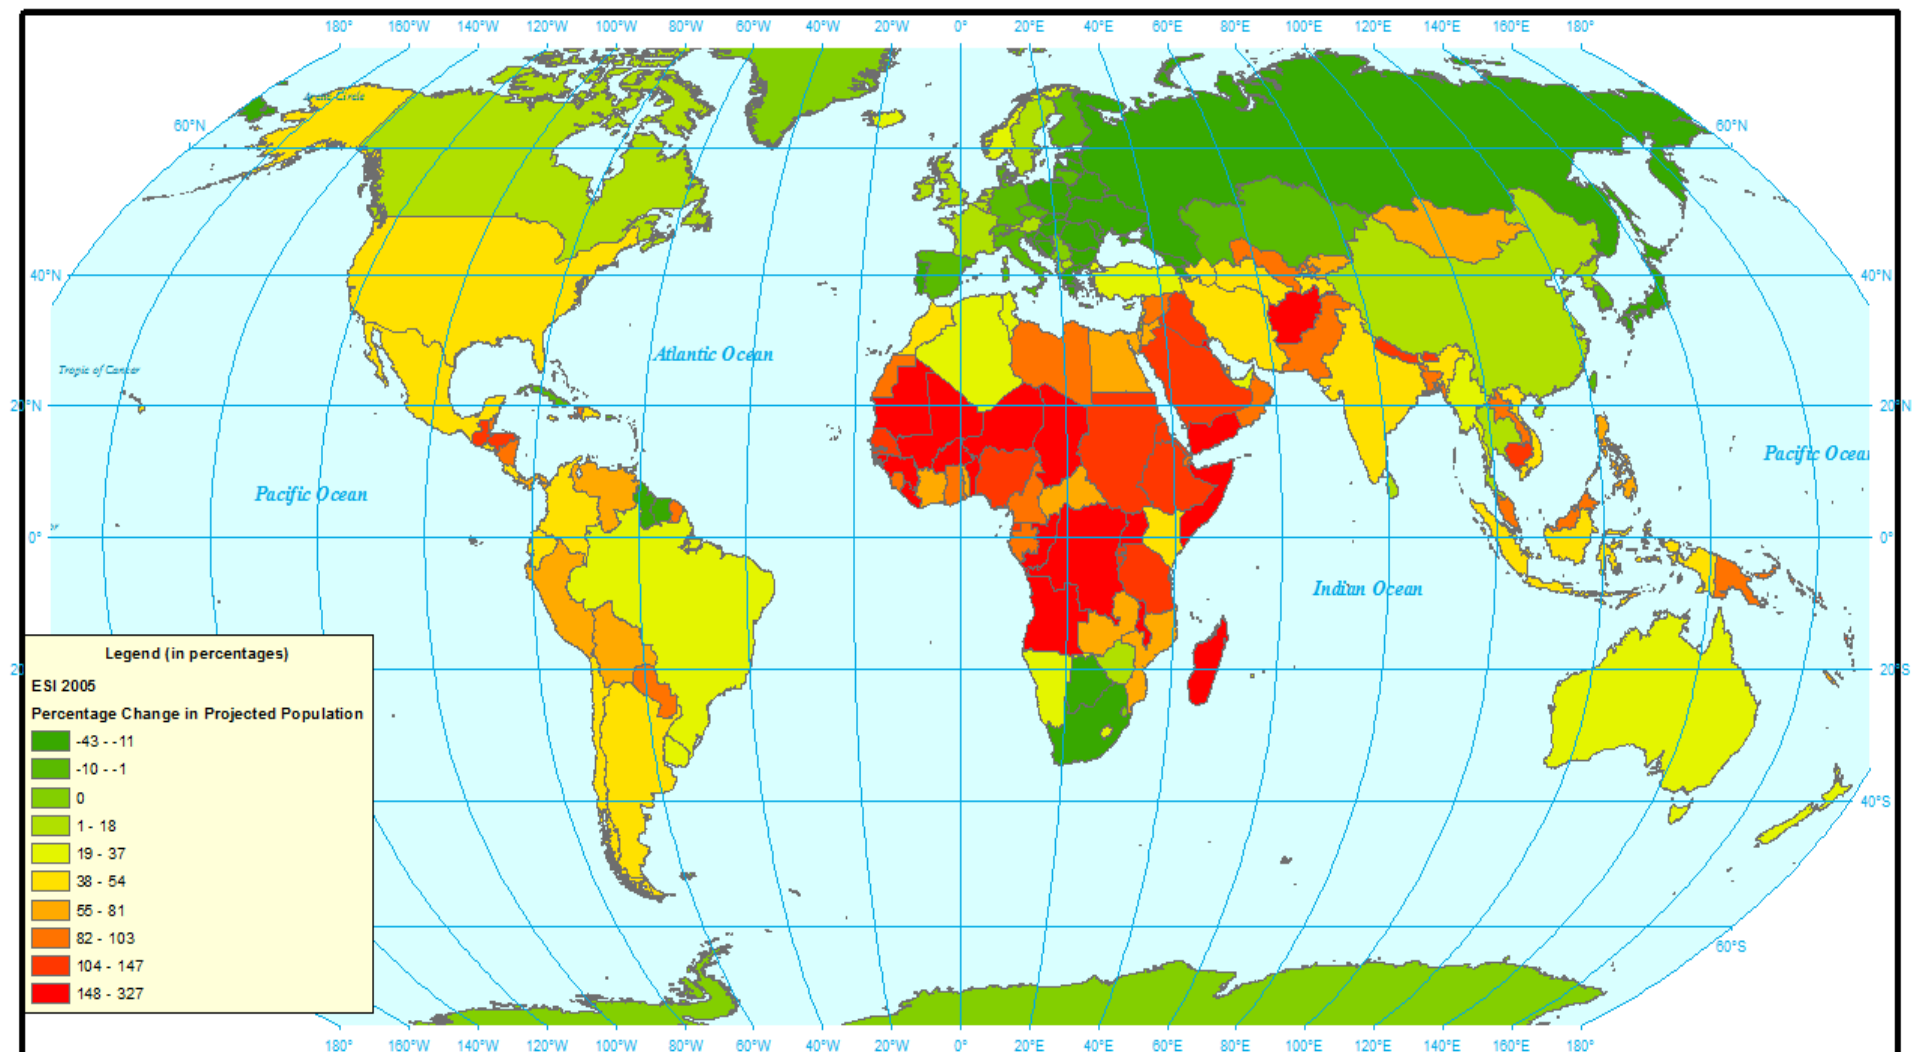 180° 160°W 140°W 120°W 100°W 80°W 60°W 40°W 20°W 0° 20°E 40°E 60°E 80°E 100°E 120°E 140°E 160°E 180°
Arctic Circle
60°N 60°N
40°N 40°N
Atlantic Ocean
Tropic of Cancer
20°N 20°N
Pacific Ocean
Pacific Ocean
0° 0°
Indian Ocean
20°S
40°S
60°S
Legend (in percentages)
ESI 2005
Percentage Change in Projected Population
-43 - -11
-10 - -1
0
1 - 18
19 - 37
38 - 54
55 - 81
82 - 103
104 - 147
148 - 327
180° 160°W 140°W 120°W 100°W 80°W 60°W 40°W 20°W 0° 20°E 40°E 60°E 80°E 100°E 120°E 140°E 160°E 180°